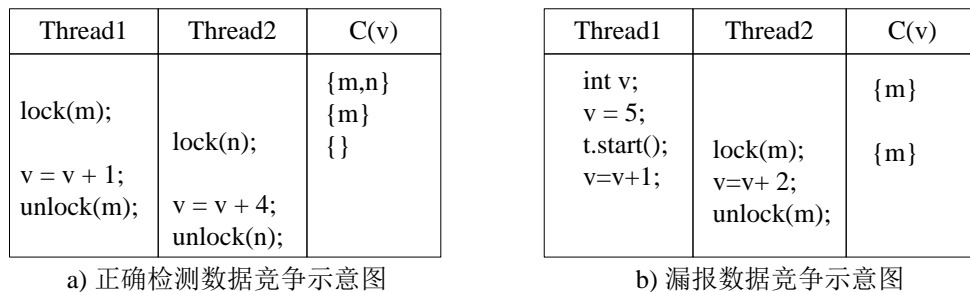 Thread1 Thread2 C(v)
{m,n}
lock(m); {m}
lock(n); {}
v = v + 1;
unlock(m); v = v + 4;
unlock(n);
a) 正确检测数据竞争示意图
Thread1 Thread2 C(v)
int v; {m}
v = 5;
t.start(); lock(m); {m}
v=v+1; v=v+ 2;
unlock(m);
b) 漏报数据竞争示意图